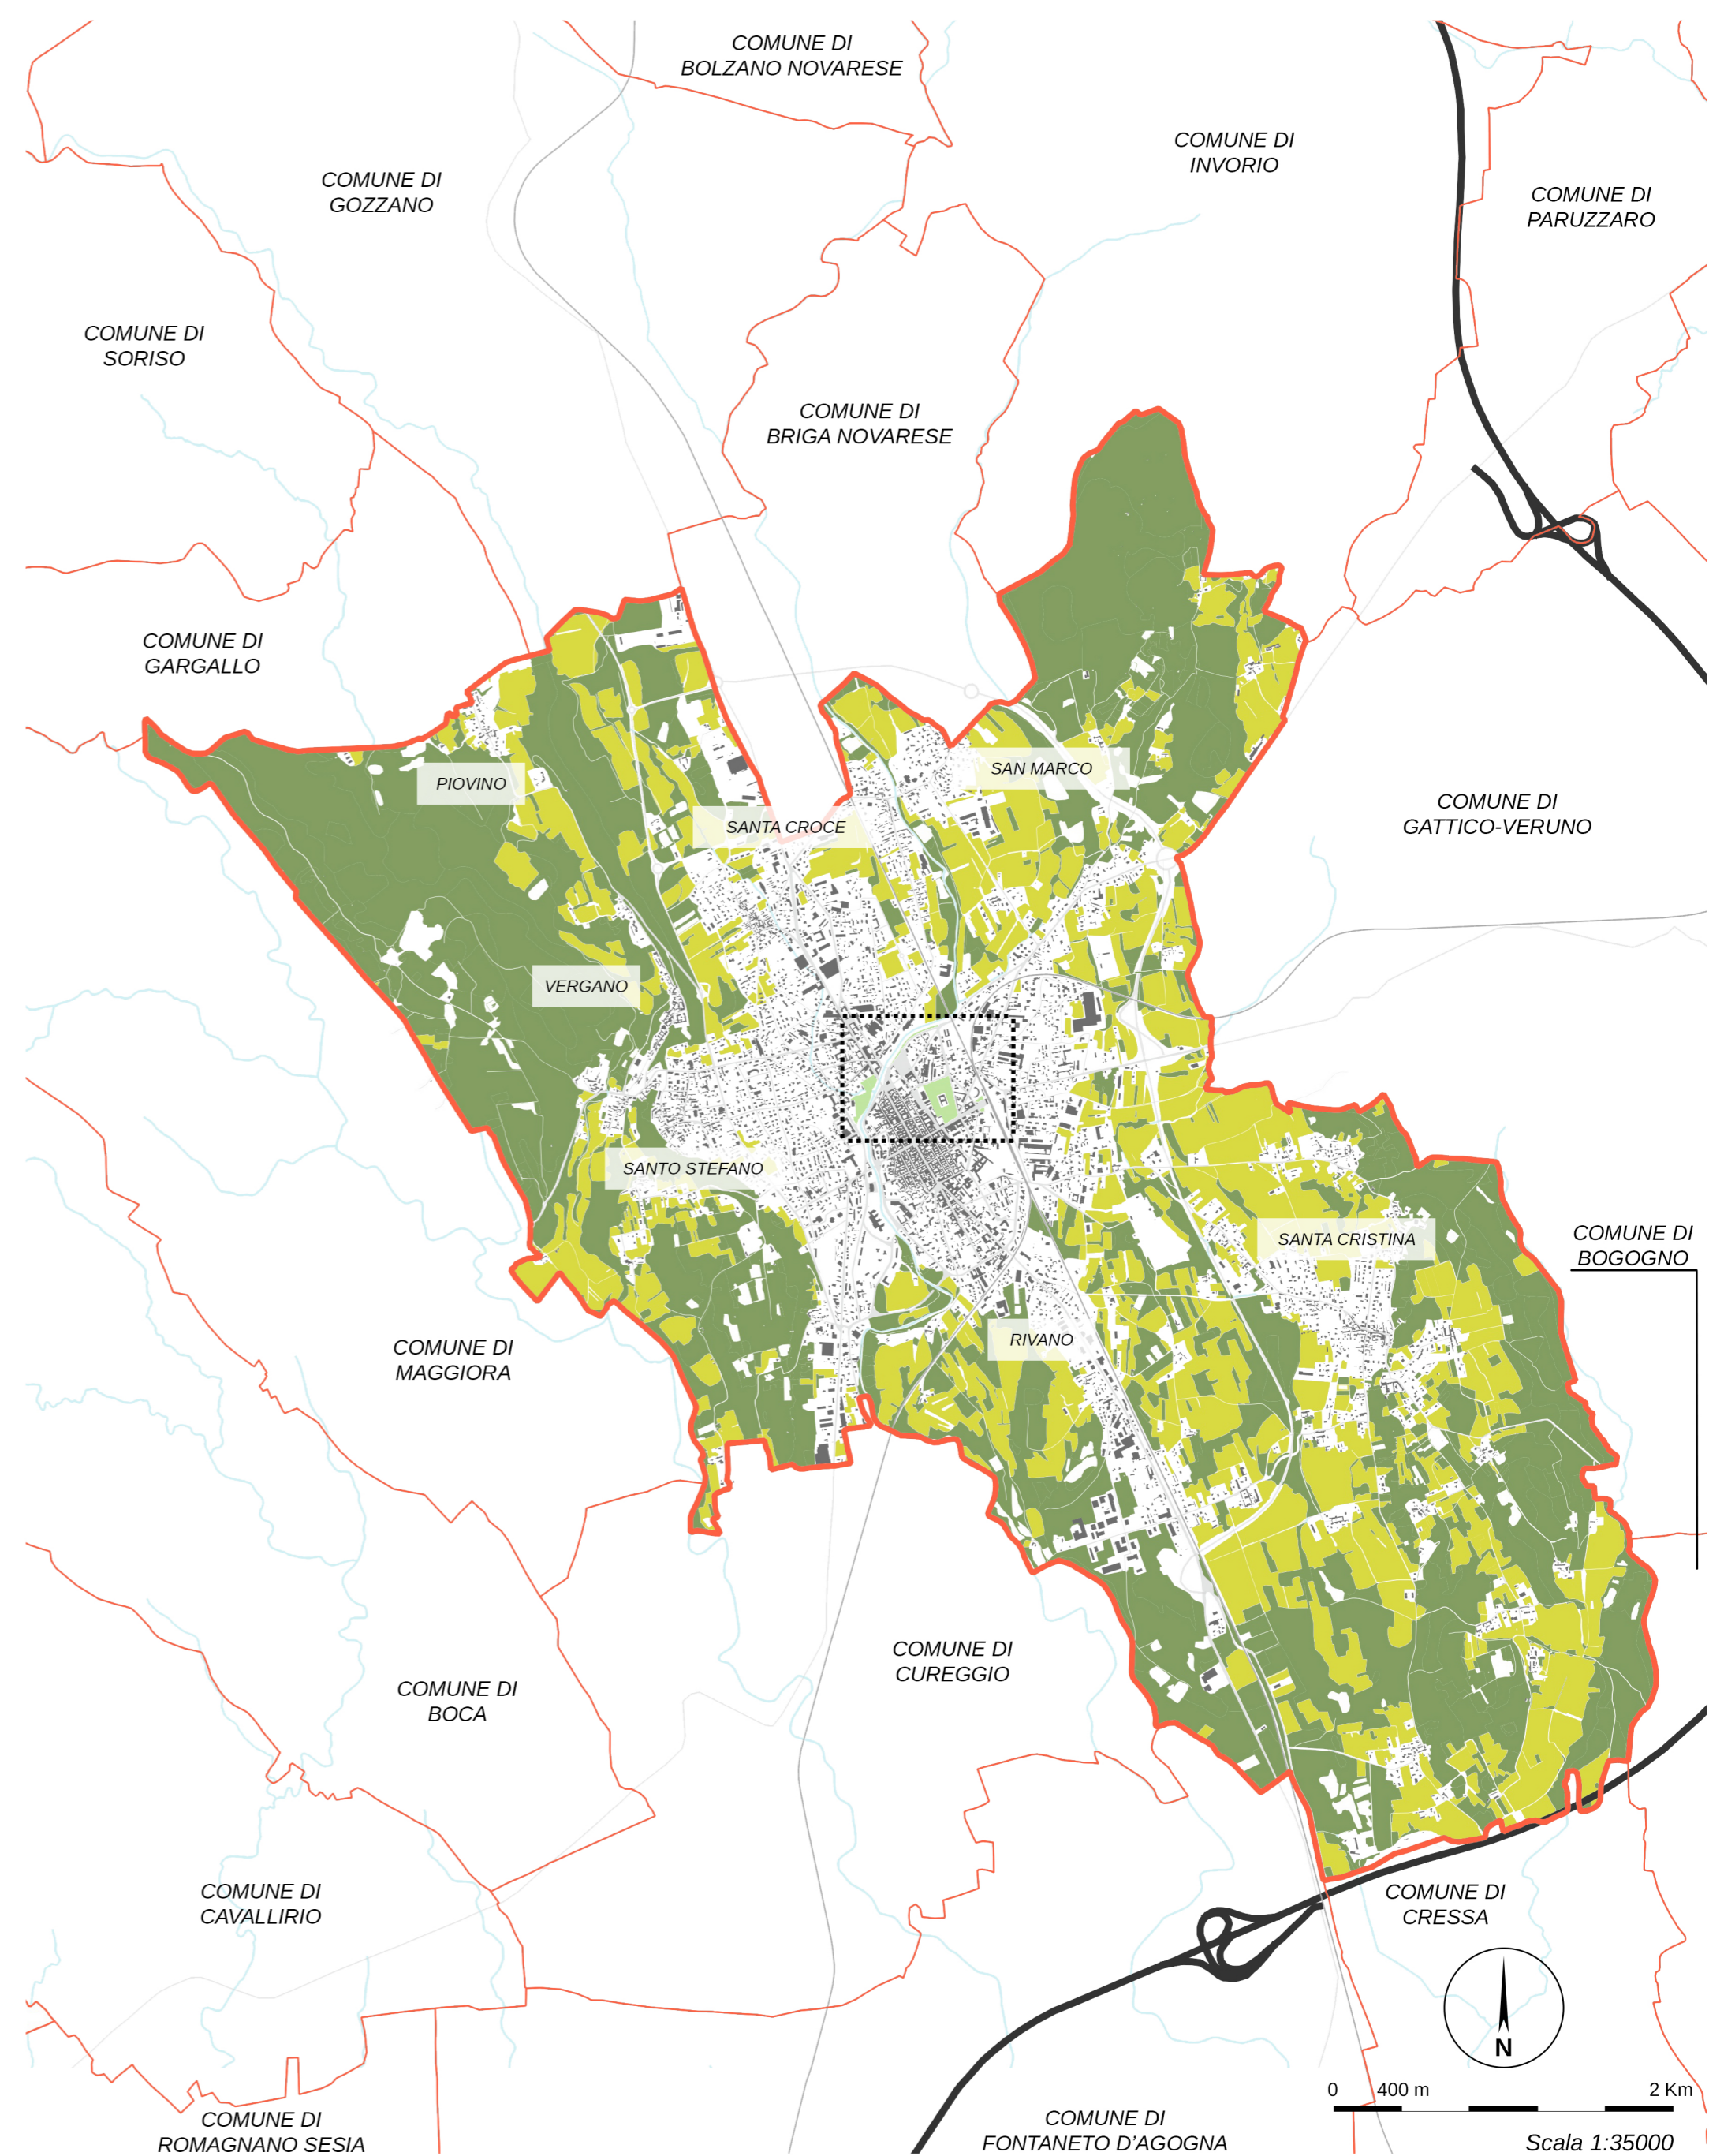 COMUNE DI
BOLZANO NOVARESE
COMUNE DI
INVORIO
COMUNE DI
GOZZANO
COMUNE DI
PARUZZARO
COMUNE DI
SORISO
COMUNE DI
BRIGA NOVARESE
COMUNE DI
GARGALLO
PIOVINO
SAN MARCO
SANTA CROCE
COMUNE DI
GATTICO-VERUNO
VERGANO
SANTO STEFANO
SANTA CRISTINA
COMUNE DI
BOGOGNO
RIVANO
COMUNE DI
MAGGIORA
COMUNE DI
CUREGGIO
COMUNE DI
BOCA
COMUNE DI
CAVALLIRIO
COMUNE DI
CRESSA
N
0 400 m 2 Km
COMUNE DI
ROMAGNANO SESIA
COMUNE DI
FONTANETO D'AGOGNA
Scala 1:35000